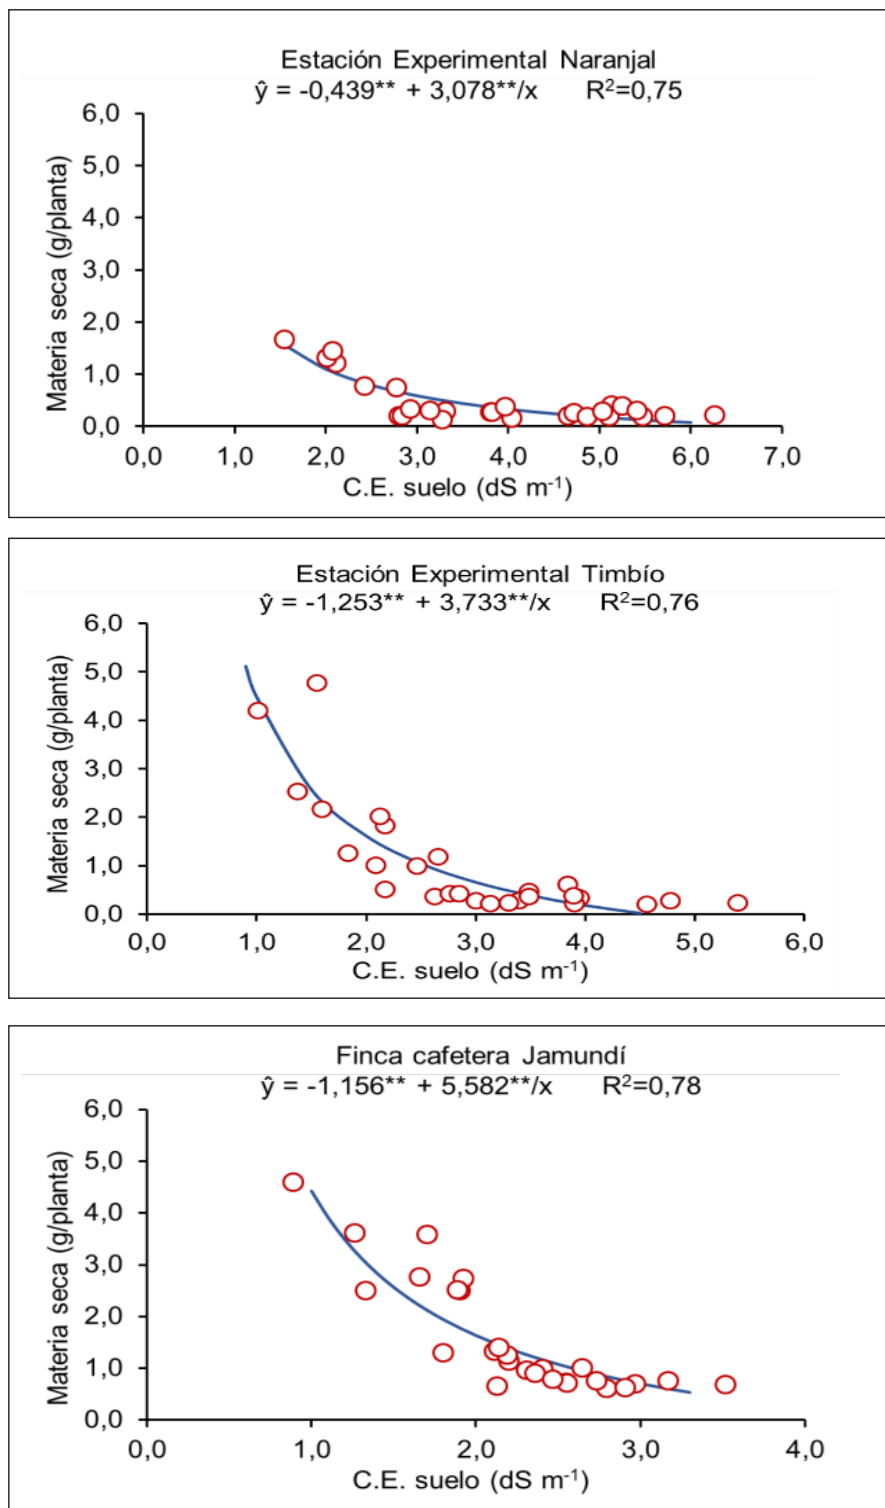 Estación Experimental Naranjal
ŷ = -0,439** + 3,078**/x R²=0,75
6,0
5,0
4,0
3,0
2,0
1,0
0,0
Materia seca (g/planta)
0,0 1,0 2,0 3,0 4,0 5,0 6,0 7,0
C.E. suelo (dS m⁻¹)
Estación Experimental Timbío
ŷ = -1,253** + 3,733**/x R²=0,76
6,0
5,0
4,0
3,0
2,0
1,0
0,0
Materia seca (g/planta)
0,0 1,0 2,0 3,0 4,0 5,0 6,0
C.E. suelo (dS m⁻¹)
Finca cafetera Jamundí
ŷ = -1,156** + 5,582**/x R²=0,78
6,0
5,0
4,0
3,0
2,0
1,0
0,0
Materia seca (g/planta)
0,0 1,0 2,0 3,0 4,0
C.E. suelo (dS m⁻¹)